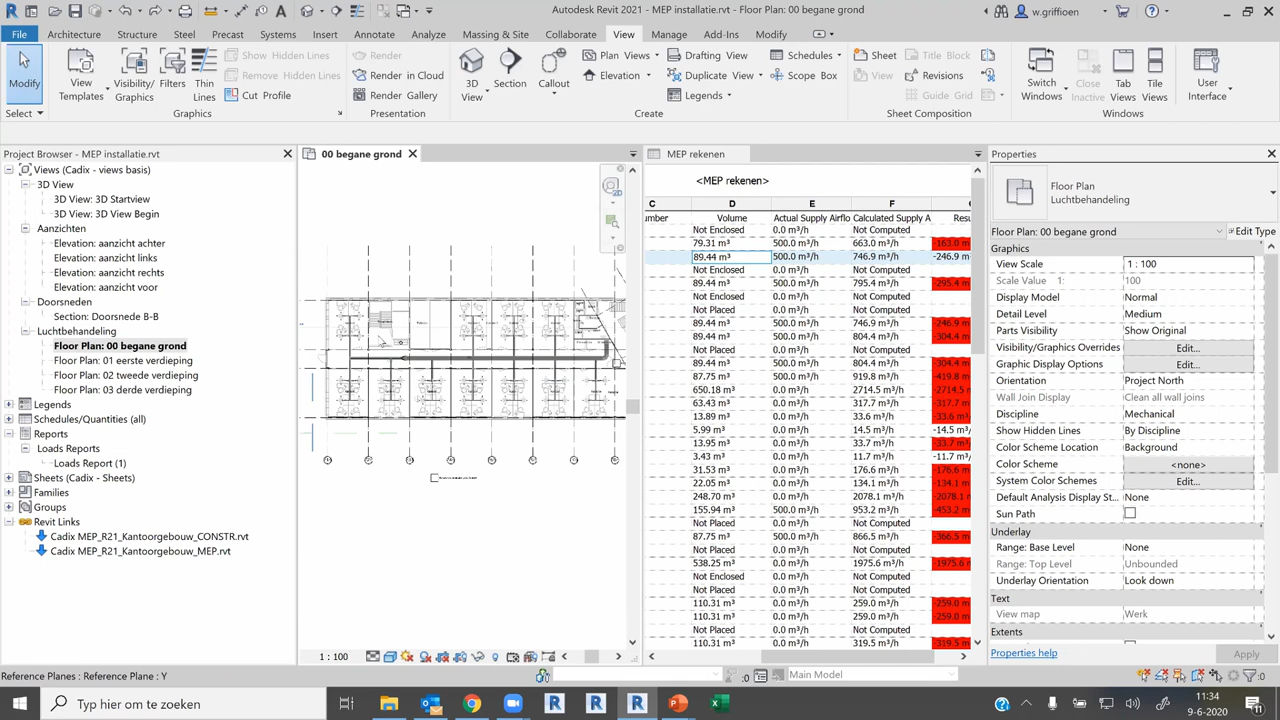 Autodesk Revit 2021 - MEP installatie.rvt - Floor Plan: 00 begane grond
w.griffioen
File Architecture Structure Steel Precast Systems Insert Annotate Analyze Massing & Site Collaborate View Manage Add-Ins Modify
Modify
Select
View Templates
Visibility/ Graphics
Filters
Thin Lines
Show Hidden Lines
Remove Hidden Lines
Cut Profile
Graphics
Render
Render in Cloud
Render Gallery
Presentation
3D View
Section
Callout
Plan Views
Elevation
Drafting View
Duplicate View
Legends
Schedules
Scope Box
Create
Sheet
View
Title Block
Revisions
Guide Grid
Sheet Composition
Switch Windows
Close Inactive
Tab Views
Tile Views
Windows
User Interface
Project Browser - MEP installatie.rvt
Views (Cadix - views basis)
3D View
3D View: 3D Startview
3D View: 3D View Begin
Aanzichten
Elevation: aanzicht achter
Elevation: aanzicht links
Elevation: aanzicht rechts
Elevation: aanzicht voor
Doorsneden
Section: Doorsnede B-B
Luchtbehandeling
Floor Plan: 00 begane grond
Floor Plan: 01 eerste verdieping
Floor Plan: 02 tweede verdieping
Floor Plan: 03 derde verdieping
Legends
Schedules/Quantities (all)
Reports
Loads Reports
Loads Report (1)
Sheets (Cadix - Sheets)
Families
Groups
Revit Links
Cadix MEP_R21_Kantoorgebouw_CONSTR.rvt
Cadix MEP_R21_Kantoorgebouw_MEP.rvt
00 begane grond
1 : 100
MEP rekenen
<MEP rekenen>
C D E F
umber Volume Actual Supply Airflo Calculated Supply A Resu
Not Enclosed 0.0 m³/h Not Computed
79.31 m³ 500.0 m³/h 663.0 m³/h -163.0 m
89.44 m³ 500.0 m³/h 746.9 m³/h -246.9 m
Not Enclosed 0.0 m³/h Not Computed
89.44 m³ 500.0 m³/h 795.4 m³/h -295.4 m
Not Enclosed 0.0 m³/h Not Computed
Not Placed 0.0 m³/h Not Computed
89.44 m³ 500.0 m³/h 746.9 m³/h -246.9 m
89.44 m³ 500.0 m³/h 804.4 m³/h -304.4 m
Not Placed 0.0 m³/h Not Computed
89.44 m³ 500.0 m³/h 804.4 m³/h -304.4 m
87.75 m³ 500.0 m³/h 919.8 m³/h -419.8 m
650.18 m³ 0.0 m³/h 2714.5 m³/h -2714.5 m
63.43 m³ 0.0 m³/h 317.7 m³/h -317.7 m
13.89 m³ 0.0 m³/h 33.6 m³/h -33.6 m
5.99 m³ 0.0 m³/h 14.5 m³/h -14.5 m³
13.95 m³ 0.0 m³/h 33.7 m³/h -33.7 m
3.43 m³ 0.0 m³/h 11.7 m³/h -11.7 m³
31.53 m³ 0.0 m³/h 176.6 m³/h -176.6 m
22.05 m³ 0.0 m³/h 134.1 m³/h -134.1 m
248.70 m³ 0.0 m³/h 2078.1 m³/h -2078.1 m
155.94 m³ 500.0 m³/h 953.2 m³/h -453.2 m
Not Placed 0.0 m³/h Not Computed
87.75 m³ 500.0 m³/h 866.5 m³/h -366.5 m
Not Placed 0.0 m³/h Not Computed
538.25 m³ 0.0 m³/h 1975.6 m³/h -1975.6 m
Not Enclosed 0.0 m³/h Not Computed
Not Placed 0.0 m³/h Not Computed
110.31 m³ 0.0 m³/h 259.0 m³/h -259.0 m
110.31 m³ 0.0 m³/h 259.0 m³/h -259.0 m
Not Placed 0.0 m³/h Not Computed
110.31 m³ 0.0 m³/h 319.5 m³/h -319.5 m
Properties
Floor Plan
Luchtbehandeling
Floor Plan: 00 begane grond Edit Type
Graphics
View Scale 1 : 100
Scale Value 1: 100
Display Model Normal
Detail Level Medium
Parts Visibility Show Original
Visibility/Graphics Overrides Edit...
Graphic Display Options Edit...
Orientation Project North
Wall Join Display Clean all wall joins
Discipline Mechanical
Show Hidden Lines By Discipline
Color Scheme Location Background
Color Scheme <none>
System Color Schemes Edit...
Default Analysis Display St... None
Sun Path
Underlay
Range: Base Level None
Range: Top Level Unbounded
Underlay Orientation Look down
Text
View map Werk
Extents
Properties help Apply
Reference Planes : Reference Plane : Y
:0 Main Model
:0
Typ hier om te zoeken
11:34
9-6-2020
11